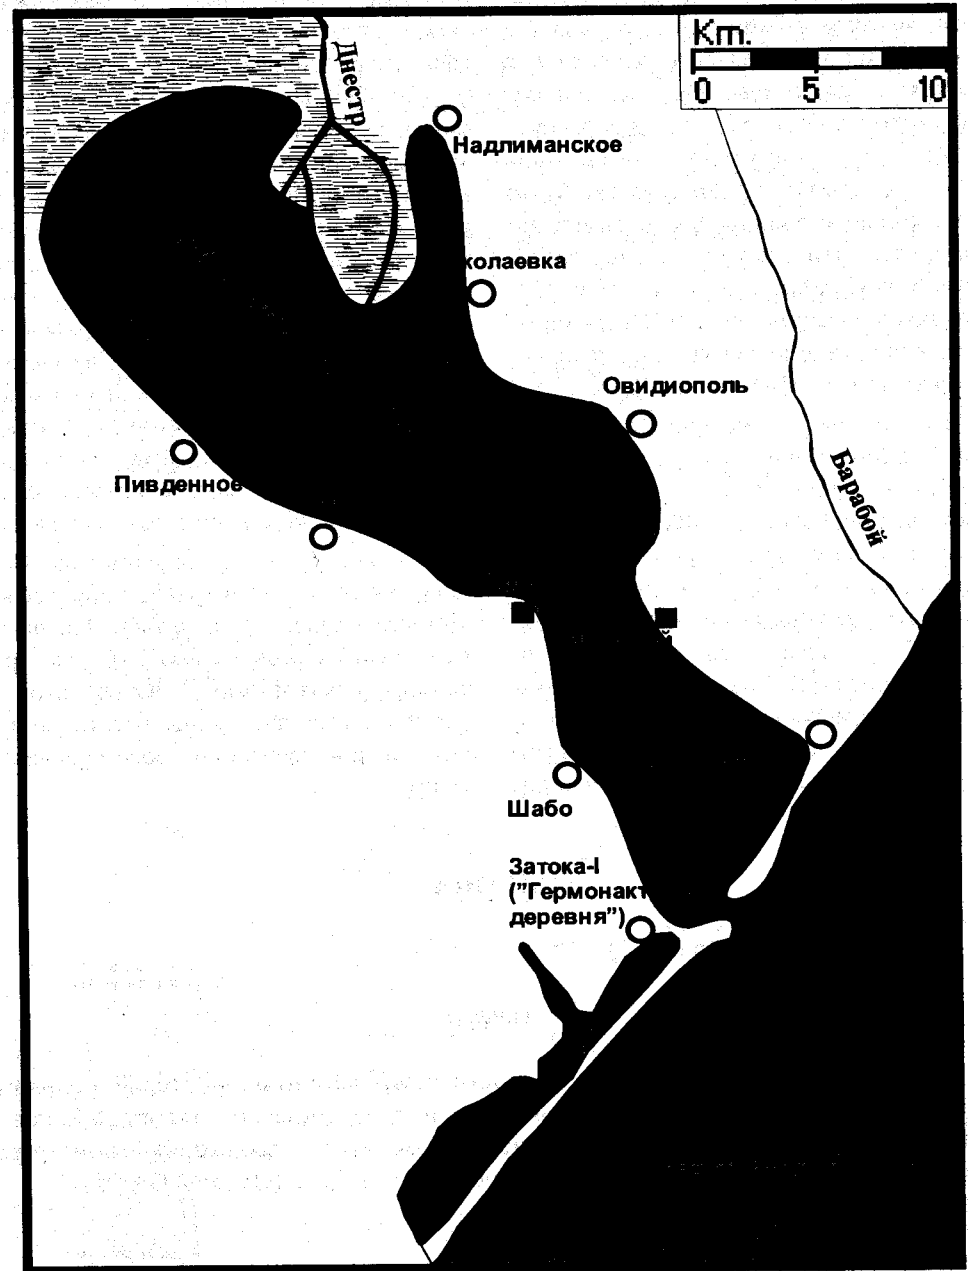 Km.
0 5 10
Днестр
Надлиманское
колаевка
Овидиополь
Барабой
Пивденное
й
Шабо
Затока-I
("Гермонакт
деревня")